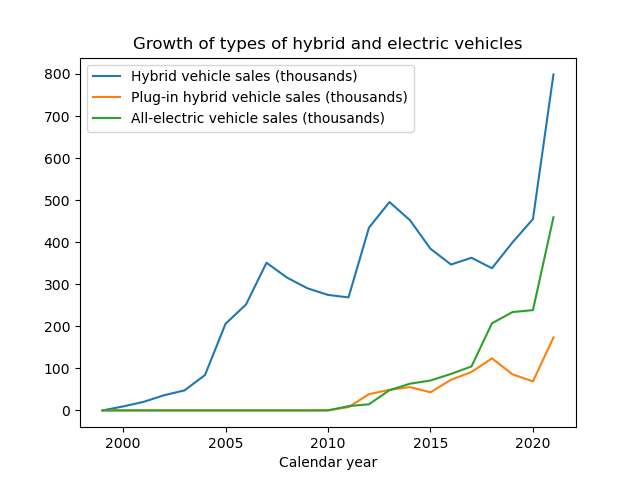 Growth of types of hybrid and electric vehicles
Hybrid vehicle sales (thousands)
Plug-in hybrid vehicle sales (thousands)
All-electric vehicle sales (thousands)
800
700
600
500
400
300
200
100
0
2000 2005 2010 2015 2020
Calendar year